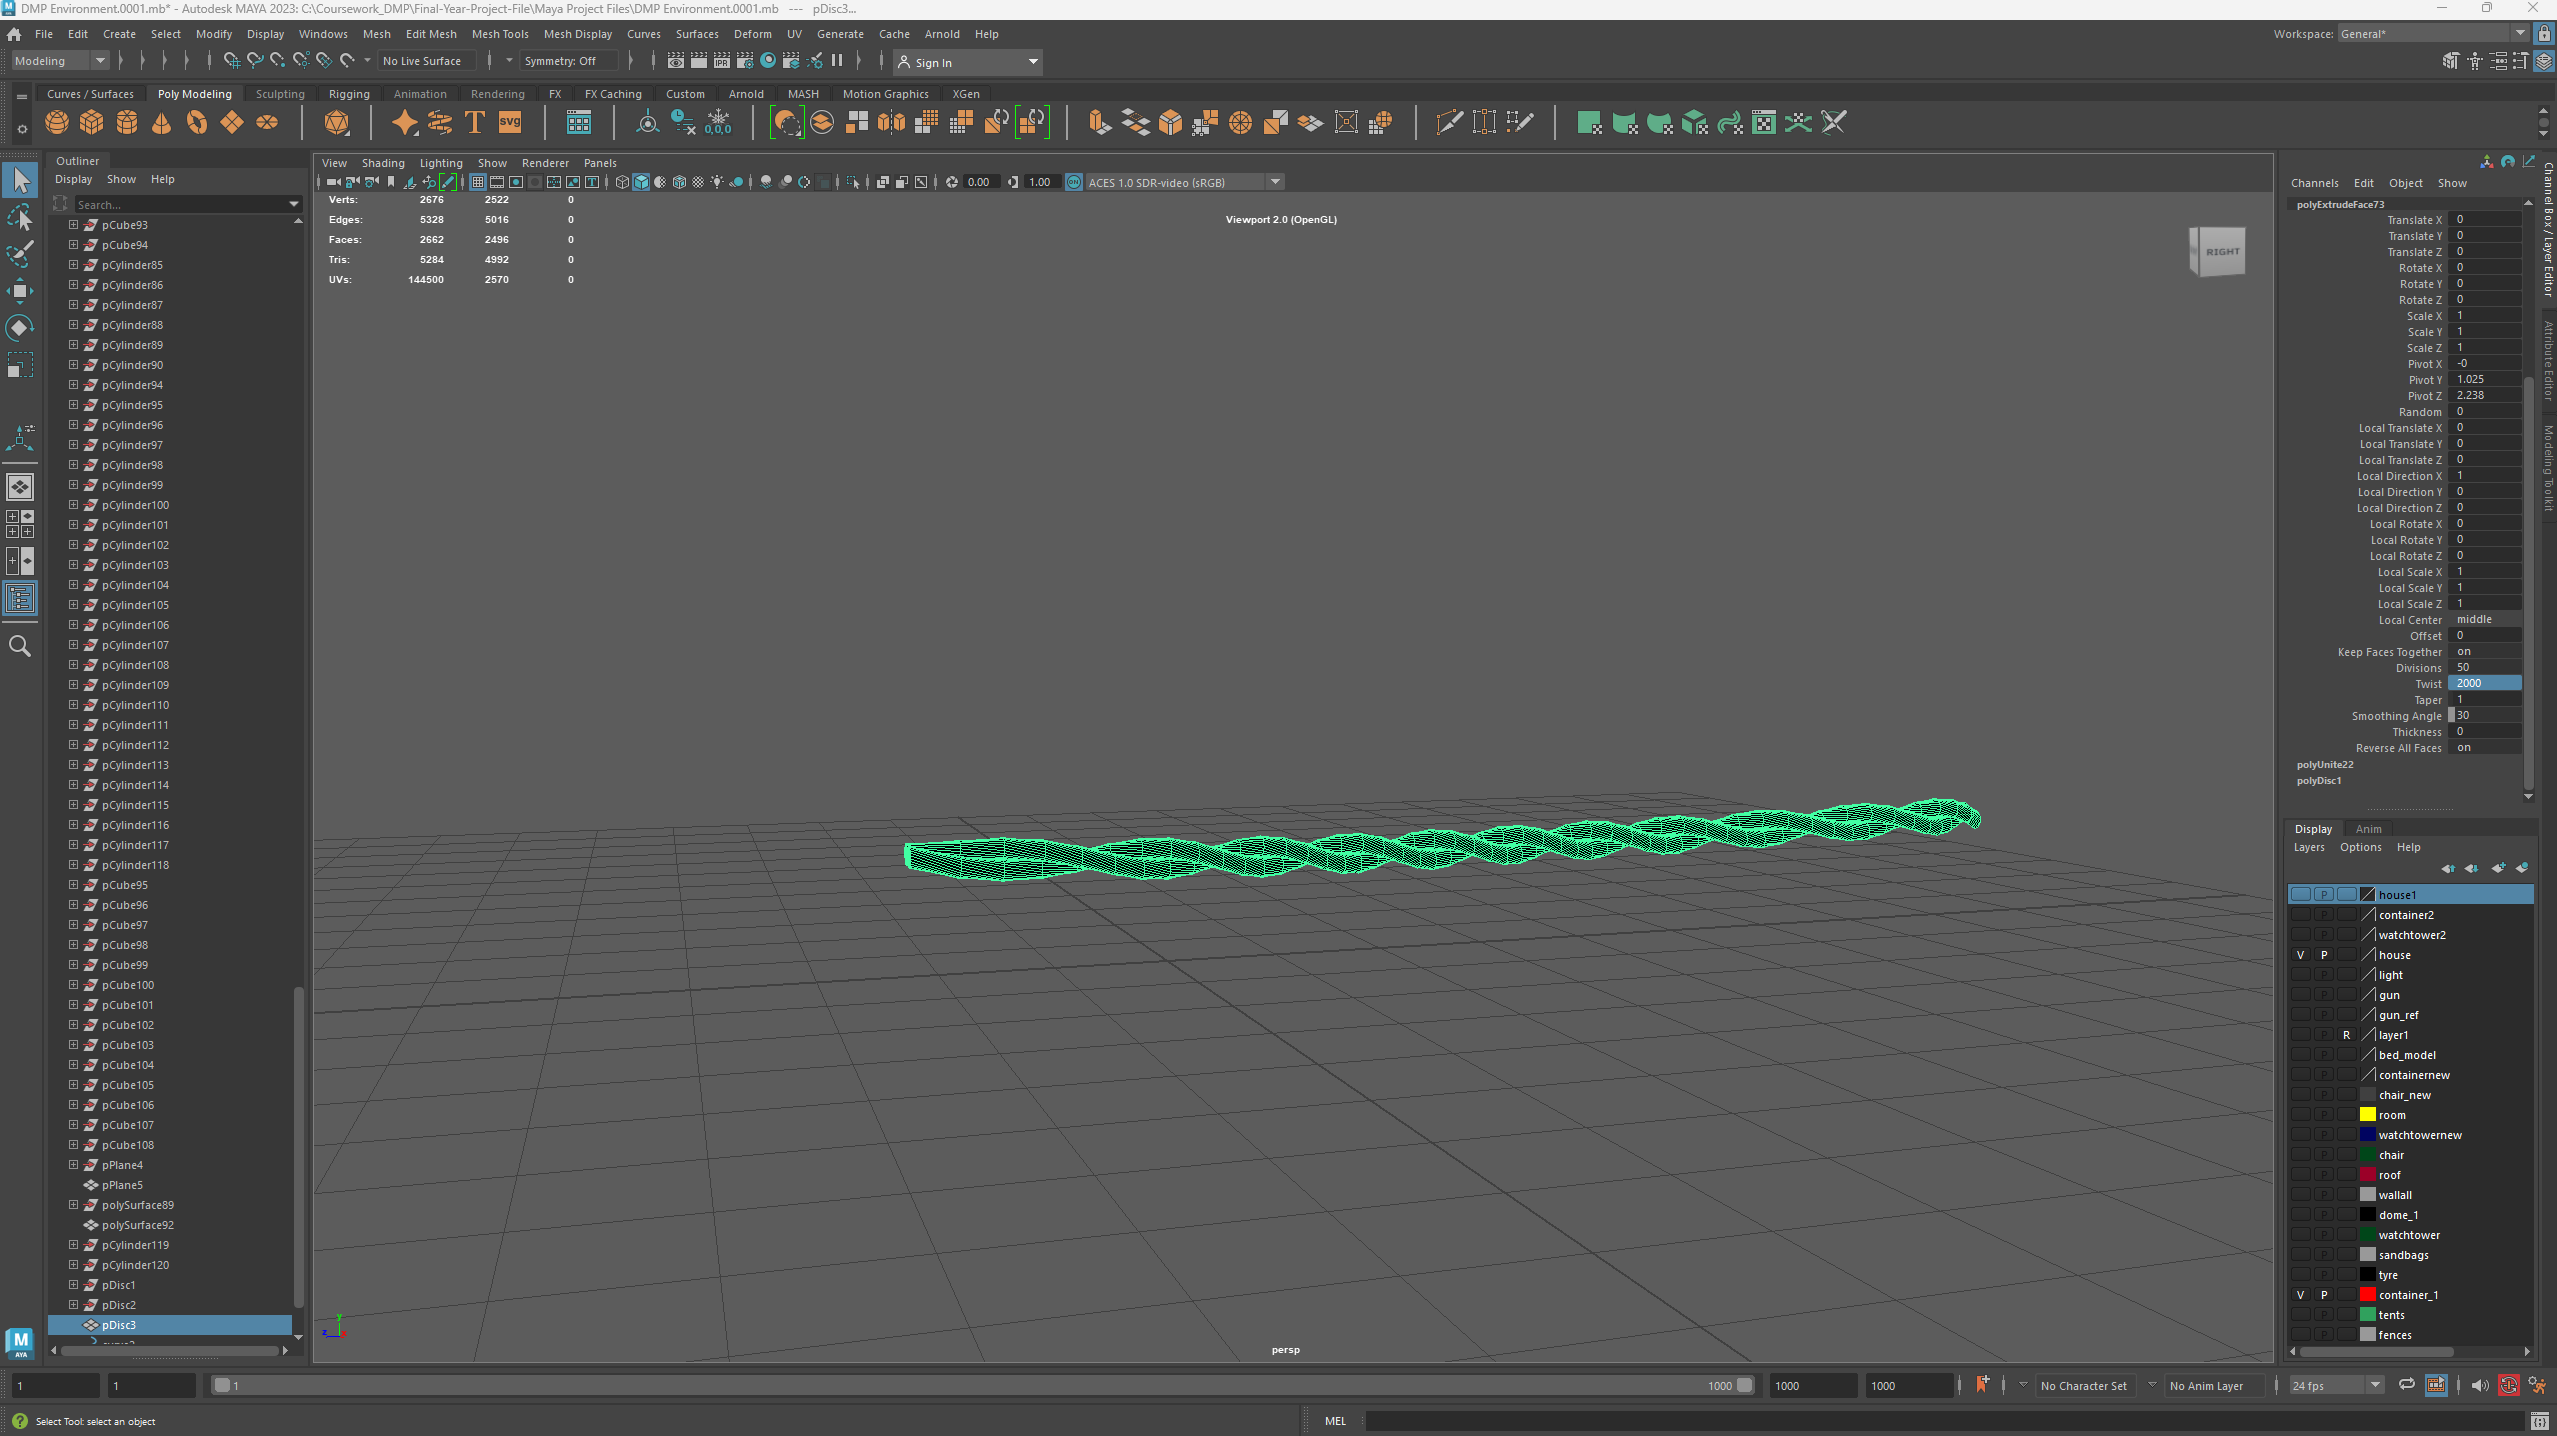 DMP Environment.0001.mb* - Autodesk MAYA 2023: C:\Coursework_DMP\Final-Year-Project-File\Maya Project Files\DMP Environment.0001.mb --- pDisc3...
File Edit Create Select Modify Display Windows Mesh Edit Mesh Mesh Tools Mesh Display Curves Surfaces Deform UV Generate Cache Arnold Help
Workspace: General*
Modeling No Live Surface Symmetry: Off Sign In
Curves / Surfaces Poly Modeling Sculpting Rigging Animation Rendering FX FX Caching Custom Arnold MASH Motion Graphics XGen
Outliner
Display Show Help
Search...
pCube93
pCube94
pCylinder85
pCylinder86
pCylinder87
pCylinder88
pCylinder89
pCylinder90
pCylinder94
pCylinder95
pCylinder96
pCylinder97
pCylinder98
pCylinder99
pCylinder100
pCylinder101
pCylinder102
pCylinder103
pCylinder104
pCylinder105
pCylinder106
pCylinder107
pCylinder108
pCylinder109
pCylinder110
pCylinder111
pCylinder112
pCylinder113
pCylinder114
pCylinder115
pCylinder116
pCylinder117
pCylinder118
pCube95
pCube96
pCube97
pCube98
pCube99
pCube100
pCube101
pCube102
pCube103
pCube104
pCube105
pCube106
pCube107
pCube108
pPlane4
pPlane5
polySurface89
polySurface92
pCylinder119
pCylinder120
pDisc1
pDisc2
pDisc3
View Shading Lighting Show Renderer Panels
0.00 1.00 ACES 1.0 SDR-video (sRGB)
Verts: 2676 2522 0
Edges: 5328 5016 0
Faces: 2662 2496 0
Tris: 5284 4992 0
UVs: 144500 2570 0
Viewport 2.0 (OpenGL)
RIGHT
persp
Channels Edit Object Show
polyExtrudeFace73
Translate X 0
Translate Y 0
Translate Z 0
Rotate X 0
Rotate Y 0
Rotate Z 0
Scale X 1
Scale Y 1
Scale Z 1
Pivot X -0
Pivot Y 1.025
Pivot Z 2.238
Random 0
Local Translate X 0
Local Translate Y 0
Local Translate Z 0
Local Direction X 1
Local Direction Y 0
Local Direction Z 0
Local Rotate X 0
Local Rotate Y 0
Local Rotate Z 0
Local Scale X 1
Local Scale Y 1
Local Scale Z 1
Local Center middle
Offset 0
Keep Faces Together on
Divisions 50
Twist 2000
Taper 1
Smoothing Angle 30
Thickness 0
Reverse All Faces on
polyUnite22
polyDisc1
Channel Box / Layer Editor
Attribute Editor
Modeling Toolkit
Display Anim
Layers Options Help
P house1
P container2
P watchtower2
V P house
P light
P gun
P gun_ref
P R layer1
P bed_model
P containernew
P chair_new
P room
P watchtowernew
P chair
P roof
P wallall
P dome_1
P watchtower
P sandbags
P tyre
V P container_1
P tents
P fences
1 1 1 1000 1000 1000 No Character Set No Anim Layer 24 fps
Select Tool: select an object
MEL